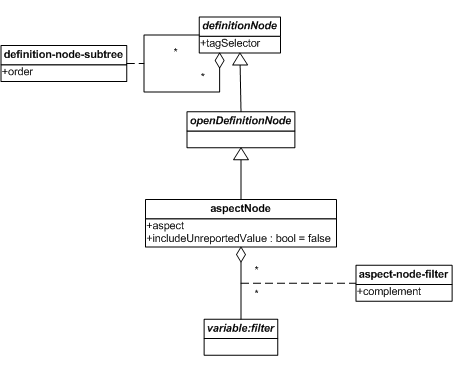 definitionNode
+tagSelector
*
definition-node-subtree
+order
*
openDefinitionNode
aspectNode
+aspect
+includeUnreportedValue : bool = false
*
aspect-node-filter
*
+complement
variable:filter